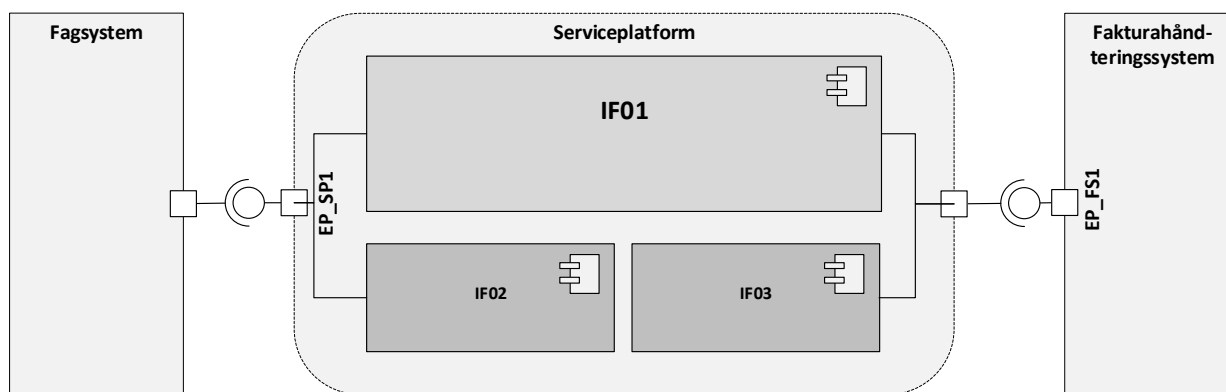 Fagsystem
Serviceplatform
Fakturahånd-
teringssystem
IF01
EP_SP1
EP_FS1
IF02
IF03